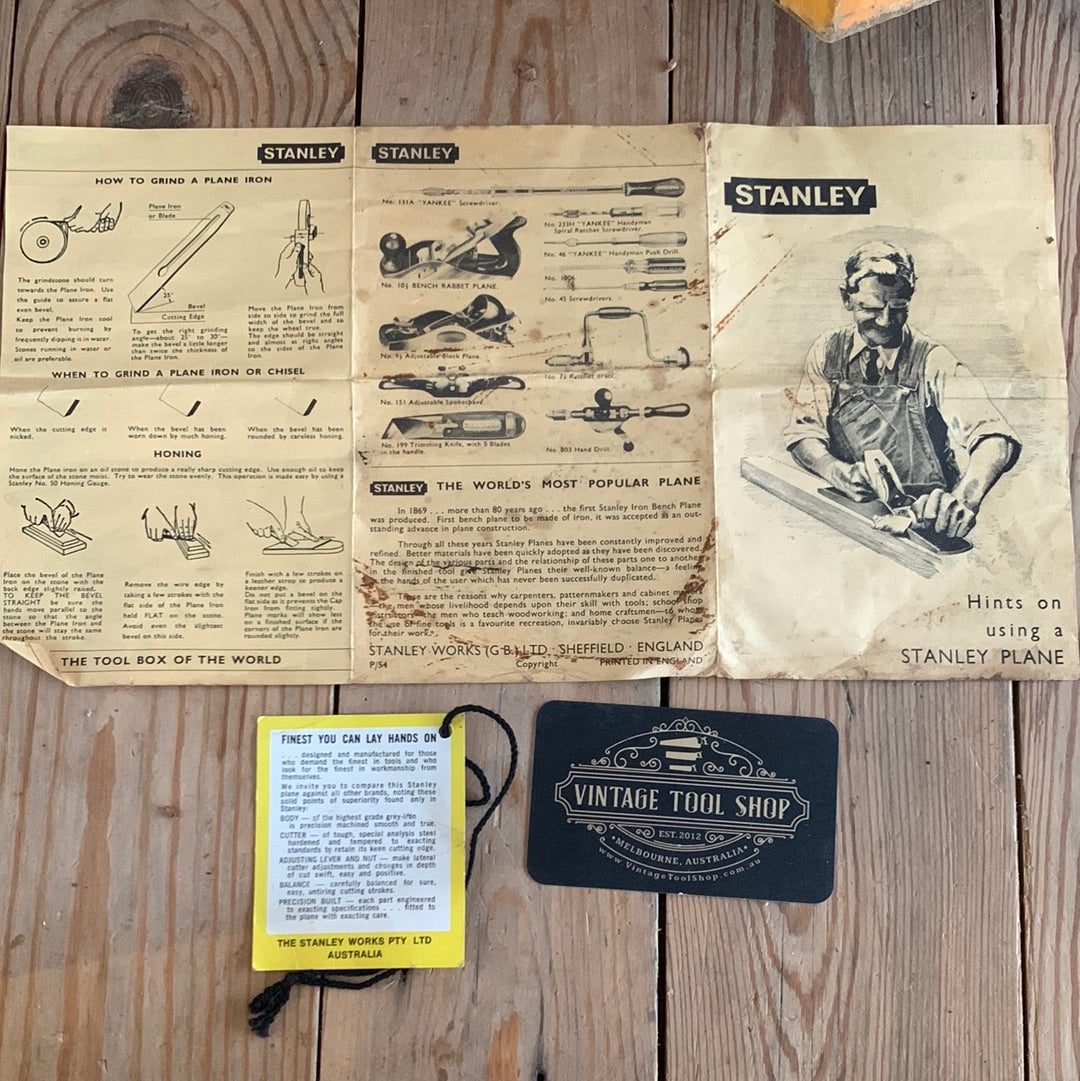 STANLEY
HOW TO GRIND A PLANE IRON
Plane Iron
or Blade
25°
Bevel
Cutting Edge
The grindstone should turn
towards the Plane Iron. Use
the guide to assure a flat
even bevel.
Keep the Plane Iron cool
to prevent burning by
frequently dipping it in water.
Stones running in water or
oil are preferable.
To get the right grinding
angle—about 25° to 30°—
make the bevel a little longer
than twice the thickness of
the Plane Iron.
Move the Plane Iron from
side to side to grind the full
width of the bevel and to
keep the wheel true.
The edge should be straight
and almost at right angles
to the sides of the Plane
Iron.
WHEN TO GRIND A PLANE IRON OR CHISEL
When the cutting edge is
nicked.
When the bevel has been
worn down by much honing.
When the bevel has been
rounded by careless honing.
HONING
Hone the Plane iron on an oil stone to produce a really sharp cutting edge. Use enough oil to keep
the surface of the stone moist. Try to wear the stone evenly. This operation is made easy by using a
Stanley No. 50 Honing Gauge.
Place the bevel of the Plane
Iron on the stone with the
back edge slightly raised.
TO KEEP THE BEVEL
STRAIGHT be sure the
hands move parallel to the
stone so that the angle
between the Plane Iron and
the stone will stay the same
throughout the stroke.
Remove the wire edge by
taking a few strokes with the
flat side of the Plane Iron
held FLAT on the stone.
Avoid even the slightest
bevel on this side.
Finish with a few strokes on
a leather strop to produce a
keener edge.
Do not put a bevel on the
flat side as it prevents the Cap
Iron from fitting tightly.
Plane marks will show
on a finished surface if the
corners of the Plane Iron are
rounded slightly.
THE TOOL BOX OF THE WORLD
STANLEY
No. 131A "YANKEE" Screwdriver.
No. 233H "YANKEE" Handyman
Spiral Ratchet Screwdriver.
No. 46 "YANKEE" Handyman Push Drill.
No. 1806
No. 45 Screwdrivers.
No. 10½ BENCH RABBET PLANE.
No. 9½ Adjustable Block Plane.
No. 73 Ratchet Brace.
No. 151 Adjustable Spokeshave.
No. 199 Trimming Knife, with 5 Blades
in the handle.
No. 803 Hand Drill.
STANLEY THE WORLD'S MOST POPULAR PLANE
In 1869 . . . more than 80 years ago . . . the first Stanley Iron Bench Plane
was produced. First bench plane to be made of iron, it was accepted as an out-
standing advance in plane construction.
Through all these years Stanley Planes have been constantly improved and
refined. Better materials have been quickly adopted as they have been discovered.
The design of the various parts and the relationship of these parts one to another
in the finished tool give Stanley Planes their well-known balance—a feeling
in the hands of the user which has never been successfully duplicated.
These are the reasons why carpenters, patternmakers and cabinet makers
the men whose livelihood depends upon their skill with tools; school shop
instructors, the men who teach woodworking; and home craftsmen—to whom
the use of fine tools is a favourite recreation, invariably choose Stanley Planes
for their work.
STANLEY WORKS (G.B.) LTD · SHEFFIELD · ENGLAND
P/54 Copyright PRINTED IN ENGLAND
STANLEY
Hints on
using a
STANLEY PLANE
FINEST YOU CAN LAY HANDS ON
. . . designed and manufactured for those
who demand the finest in tools and who
look for the finest in workmanship from
themselves.
We invite you to compare this Stanley
plane against all other brands, noting these
solid points of superiority found only in
Stanley:
BODY — of the highest grade grey-iron
is precision machined smooth and true.
CUTTER — of tough, special analysis steel
hardened and tempered to exacting
standards to retain its keen cutting edge.
ADJUSTING LEVER AND NUT — make lateral
cutter adjustments and changes in depth
of cut swift, easy and positive.
BALANCE — carefully balanced for sure,
easy, untiring cutting strokes.
PRECISION BUILT — each part engineered
to exacting specifications . . . fitted to
the plane with exacting care.
THE STANLEY WORKS PTY LTD
AUSTRALIA
VINTAGE TOOL SHOP
EST. 2012
• MELBOURNE, AUSTRALIA •
www.VintageToolShop.com.au